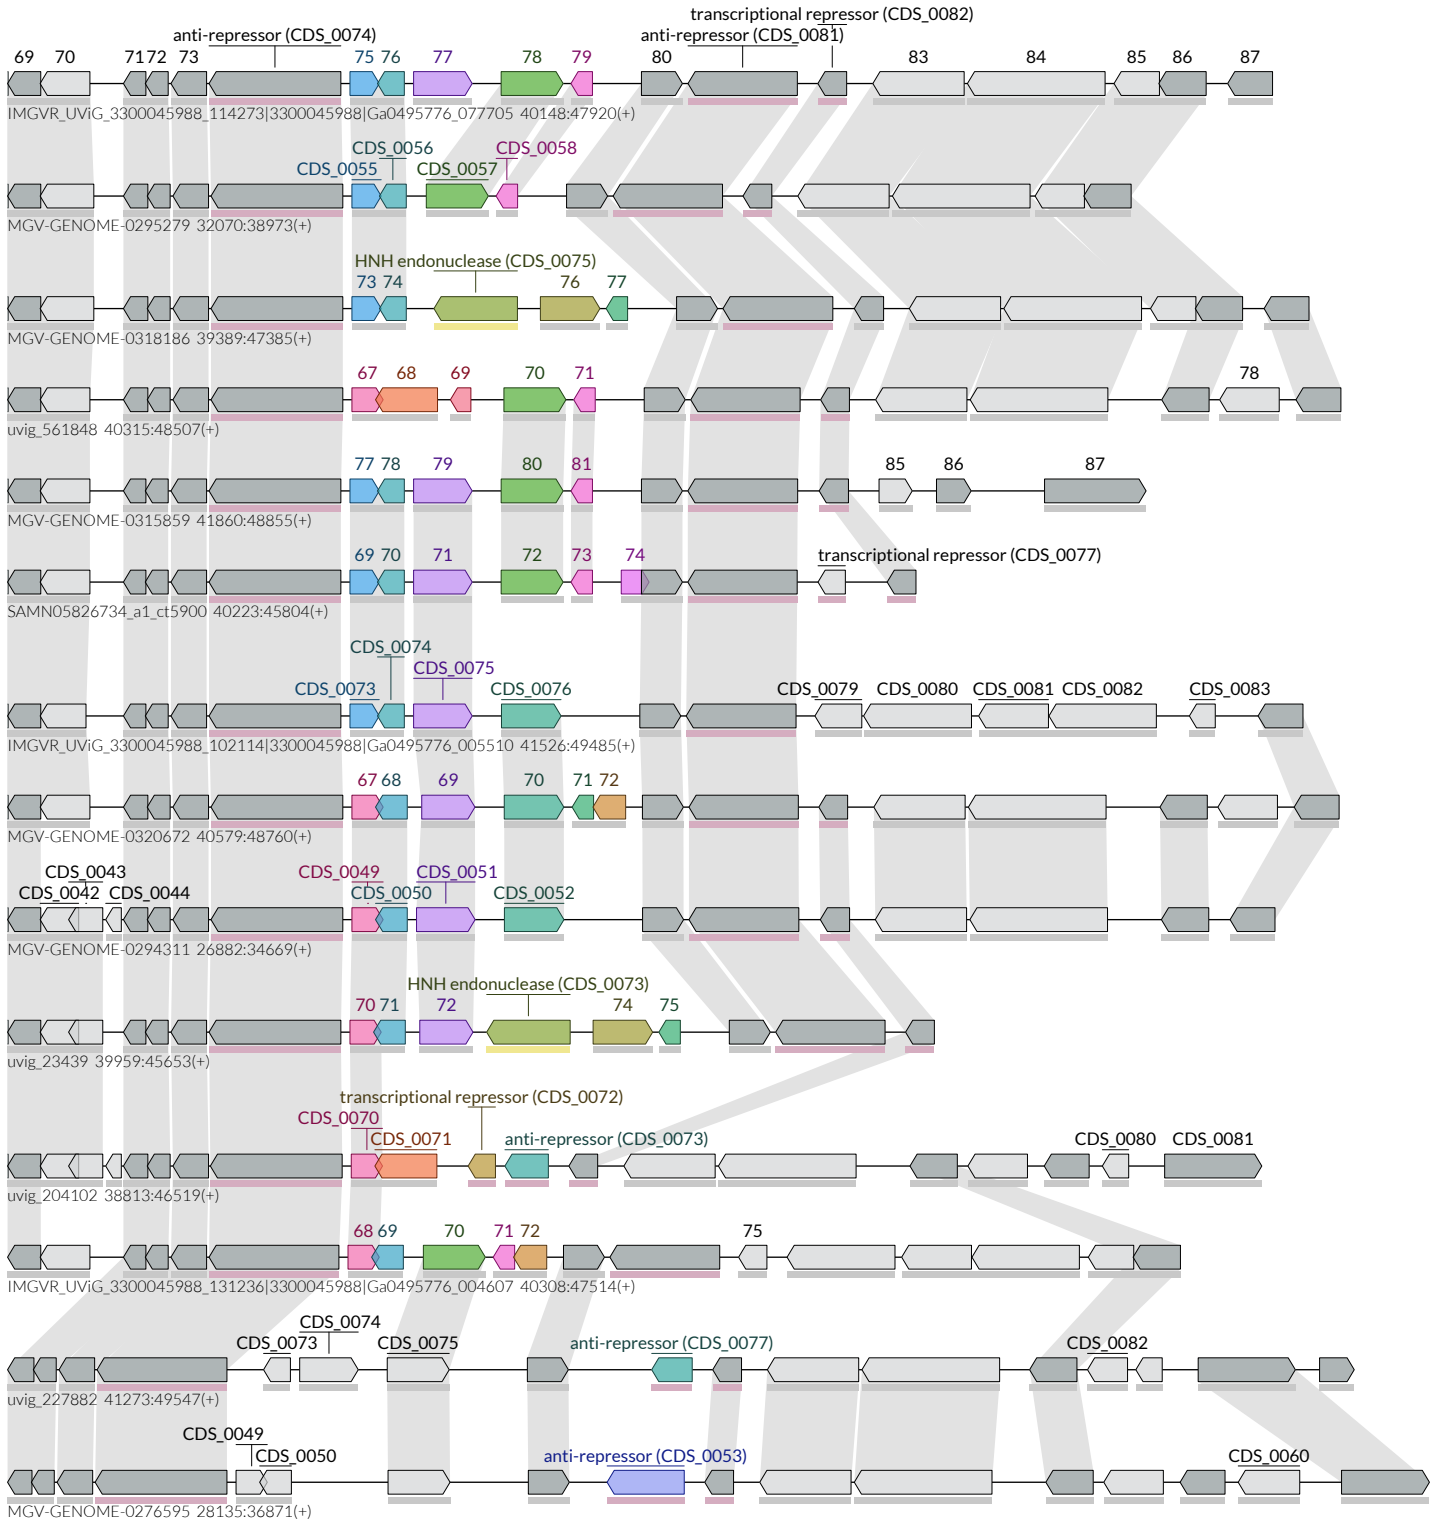 transcriptional repressor (CDS_0082)
anti-repressor (CDS_0074) anti-repressor (CDS_0081)
69 70 71 72 73 75 76 77 78 79 80 83 84 85 86 87
IMGVR_UViG_3300045988_114273|3300045988|Ga0495776_077705 40148:47920(+)
CDS_0056 CDS_0058
CDS_0055 CDS_0057
MGV-GENOME-0295279 32070:38973(+)
HNH endonuclease (CDS_0075)
73 74 76 77
MGV-GENOME-0318186 39389:47385(+)
67 68 69 70 71 78
uvig_561848 40315:48507(+)
77 78 79 80 81 85 86 87
MGV-GENOME-0315859 41860:48855(+)
69 70 71 72 73 74 transcriptional repressor (CDS_0077)
SAMN05826734_a1_ct5900 40223:45804(+)
CDS_0074
CDS_0075
CDS_0073 CDS_0076 CDS_0079 CDS_0080 CDS_0081 CDS_0082 CDS_0083
IMGVR_UViG_3300045988_102114|3300045988|Ga0495776_005510 41526:49485(+)
67 68 69 70 71 72
MGV-GENOME-0320672 40579:48760(+)
CDS_0043 CDS_0049 CDS_0051
CDS_0042 CDS_0044 CDS_0050 CDS_0052
MGV-GENOME-0294311 26882:34669(+)
HNH endonuclease (CDS_0073)
70 71 72 74 75
uvig_23439 39959:45653(+)
transcriptional repressor (CDS_0072)
CDS_0070
CDS_0071 anti-repressor (CDS_0073) CDS_0080 CDS_0081
uvig_204102 38813:46519(+)
68 69 70 71 72 75
IMGVR_UViG_3300045988_131236|3300045988|Ga0495776_004607 40308:47514(+)
CDS_0074
CDS_0073 CDS_0075 anti-repressor (CDS_0077) CDS_0082
uvig_227882 41273:49547(+)
CDS_0049
CDS_0050 anti-repressor (CDS_0053) CDS_0060
MGV-GENOME-0276595 28135:36871(+)